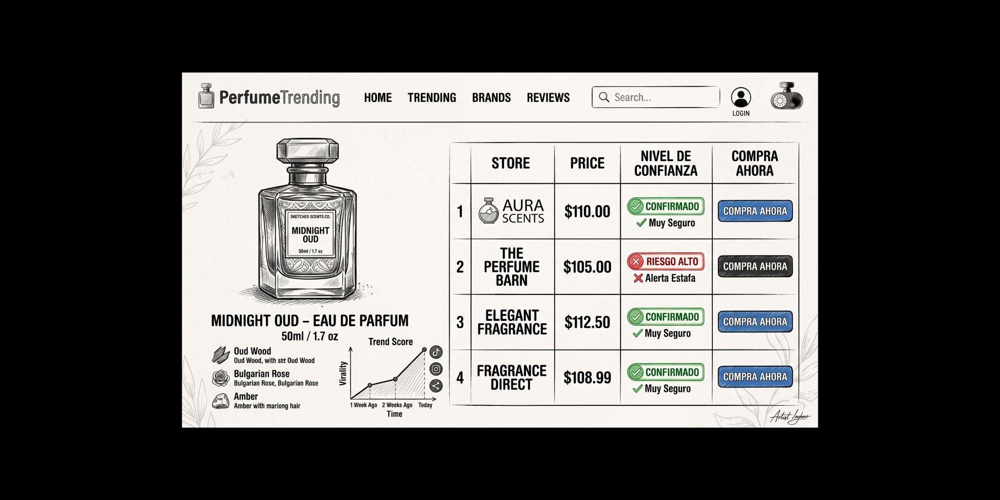 PerfumeTrending
HOME TRENDING BRANDS REVIEWS
Search...
LOGIN
SKETCHED SCENTS CO.
MIDNIGHT
OUD
50ml / 1.7 oz
MIDNIGHT OUD – EAU DE PARFUM
50ml / 1.7 oz
Oud Wood
Oud Wood, with set Oud Wood
Bulgarian Rose
Bulgarian Rose, Bulgarian Rose
Amber
Amber with mariong hair
Trend Score
Virality
1 Week Ago 2 Weeks Ago Today
Time
STORE
PRICE
NIVEL DE
CONFIANZA
COMPRA
AHORA
1
AURA
SCENTS
$110.00
CONFIRMADO
Muy Seguro
COMPRA AHORA
2
THE
PERFUME
BARN
$105.00
RIESGO ALTO
Alerta Estafa
COMPRA AHORA
3
ELEGANT
FRAGRANCE
$112.50
CONFIRMADO
Muy Seguro
COMPRA AHORA
4
FRAGRANCE
DIRECT
$108.99
CONFIRMADO
Muy Seguro
COMPRA AHORA
Artist